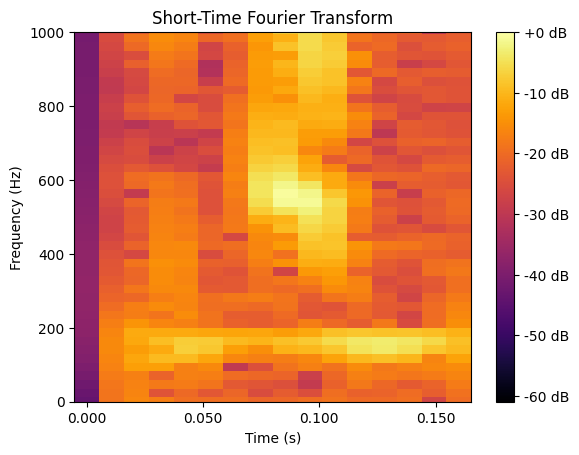 Short-Time Fourier Transform
1000
800
600
400
200
0
Frequency (Hz)
0.000
0.050
0.100
0.150
Time (s)
+0 dB
-10 dB
-20 dB
-30 dB
-40 dB
-50 dB
-60 dB